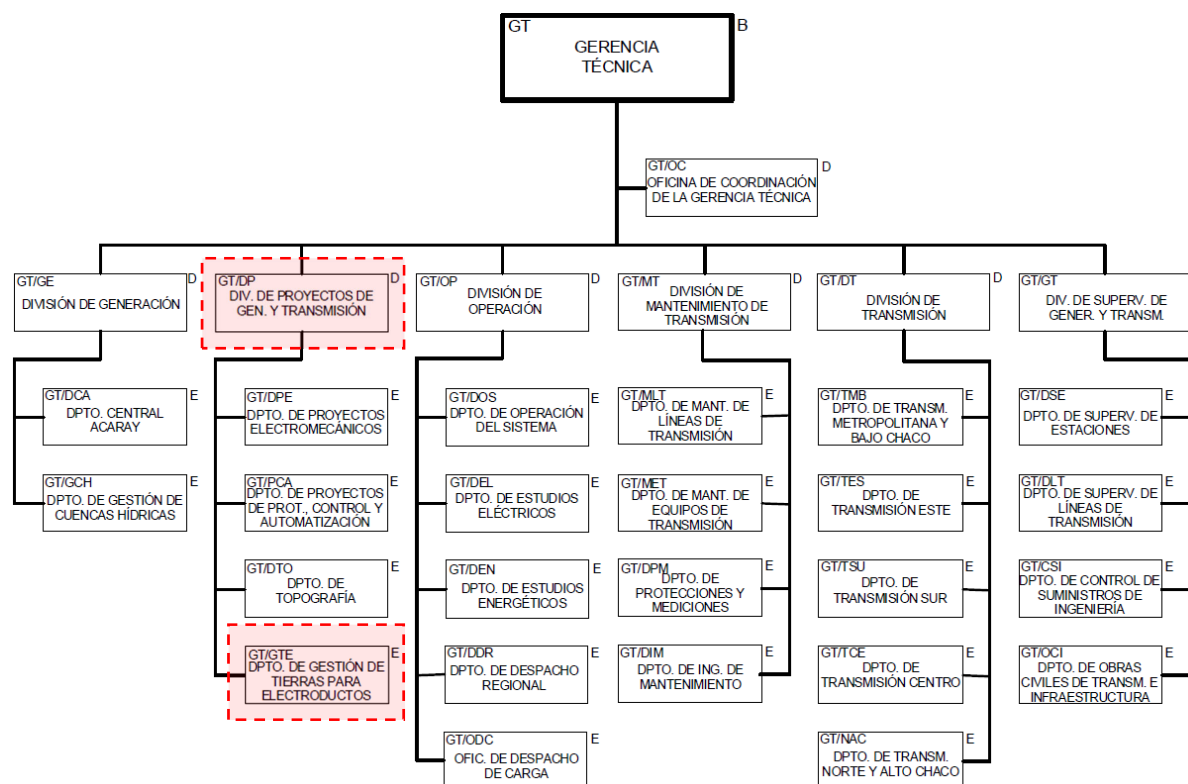 GT B
GERENCIA
TÉCNICA
GT/OC D
OFICINA DE COORDINACIÓN
DE LA GERENCIA TÉCNICA
GT/GE D
DIVISIÓN DE GENERACIÓN
GT/DP D
DIV. DE PROYECTOS DE
GEN. Y TRANSMISIÓN
GT/OP D
DIVISIÓN DE
OPERACIÓN
GT/MT D
DIVISIÓN DE
MANTENIMIENTO DE
TRANSMISIÓN
GT/DT D
DIVISIÓN DE
TRANSMISIÓN
GT/GT
DIV. DE SUPERV. DE
GENER. Y TRANSM.
GT/DCA E
DPTO. CENTRAL
ACARAY
GT/GCH E
DPTO. DE GESTIÓN DE
CUENCAS HÍDRICAS
GT/DPE E
DPTO. DE PROYECTOS
ELECTROMECÁNICOS
GT/PCA E
DPTO. DE PROYECTOS
DE PROT., CONTROL Y
AUTOMATIZACIÓN
GT/DTO E
DPTO. DE
TOPOGRAFÍA
GT/GTE E
DPTO. DE GESTIÓN DE
TIERRAS PARA
ELECTRODUCTOS
GT/DOS E
DPTO. DE OPERACIÓN
DEL SISTEMA
GT/DEL E
DPTO. DE ESTUDIOS
ELÉCTRICOS
GT/DEN E
DPTO. DE ESTUDIOS
ENERGÉTICOS
GT/DDR E
DPTO. DE DESPACHO
REGIONAL
GT/ODC E
OFIC. DE DESPACHO
DE CARGA
GT/MLT E
DPTO. DE MANT. DE
LÍNEAS DE
TRANSMISIÓN
GT/MET E
DPTO. DE MANT. DE
EQUIPOS DE
TRANSMISIÓN
GT/DPM E
DPTO. DE
PROTECCIONES Y
MEDICIONES
GT/DIM E
DPTO. DE ING. DE
MANTENIMIENTO
GT/TMB E
DPTO. DE TRANSM.
METROPOLITANA Y
BAJO CHACO
GT/TES E
DPTO. DE
TRANSMISIÓN ESTE
GT/TSU E
DPTO. DE
TRANSMISIÓN SUR
GT/TCE E
DPTO. DE
TRANSMISIÓN CENTRO
GT/NAC E
DPTO. DE TRANSM.
NORTE Y ALTO CHACO
GT/DSE E
DPTO. DE SUPERV. DE
ESTACIONES
GT/DLT E
DPTO. DE SUPERV. DE
LÍNEAS DE
TRANSMISIÓN
GT/CSI E
DPTO. DE CONTROL DE
SUMINISTROS DE
INGENIERÍA
GT/OCI E
DPTO. DE OBRAS
CIVILES DE TRANSM. E
INFRAESTRUCTURA